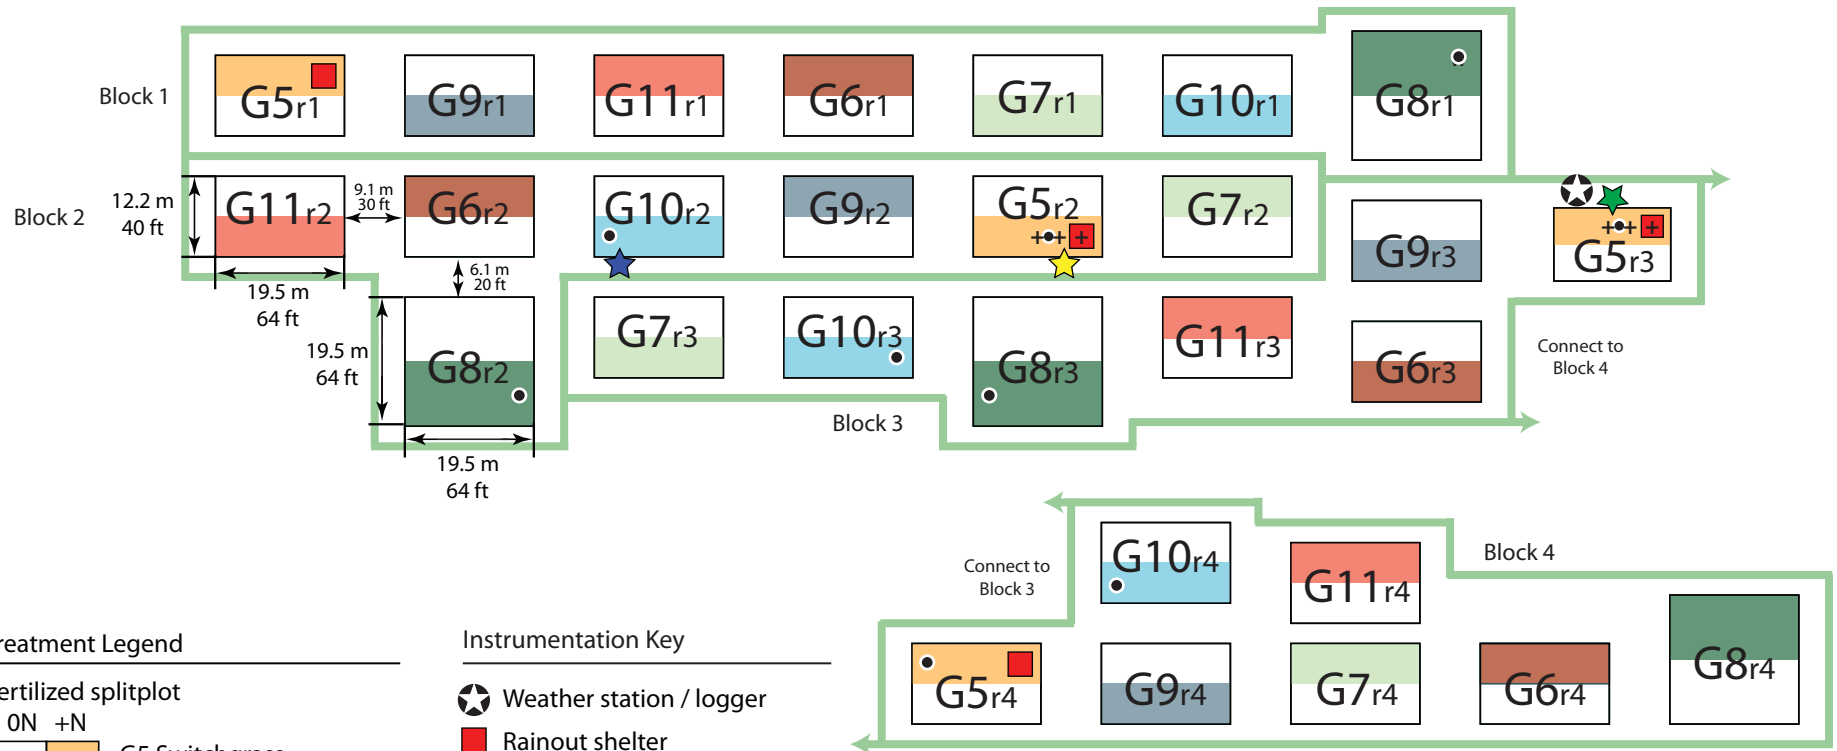 Block 1
G5r1
G9r1
G11r1
G6r1
G7r1
G10r1
G8r1
Block 2
12.2 m
40 ft
G11r2
9.1 m
30 ft
G6r2
G10r2
G9r2
G5r2
G7r2
G9r3
G5r3
19.5 m
64 ft
6.1 m
20 ft
19.5 m
64 ft
G8r2
G7r3
G10r3
G8r3
G11r3
G6r3
Connect to
Block 4
Block 3
19.5 m
64 ft
Connect to
Block 3
G10r4
G11r4
Block 4
G5r4
G9r4
G7r4
G6r4
G8r4
reatment Legend
ertilized splitplot
0N +N
G5 Switchgrass
Instrumentation Key
Weather station / logger
Rainout shelter